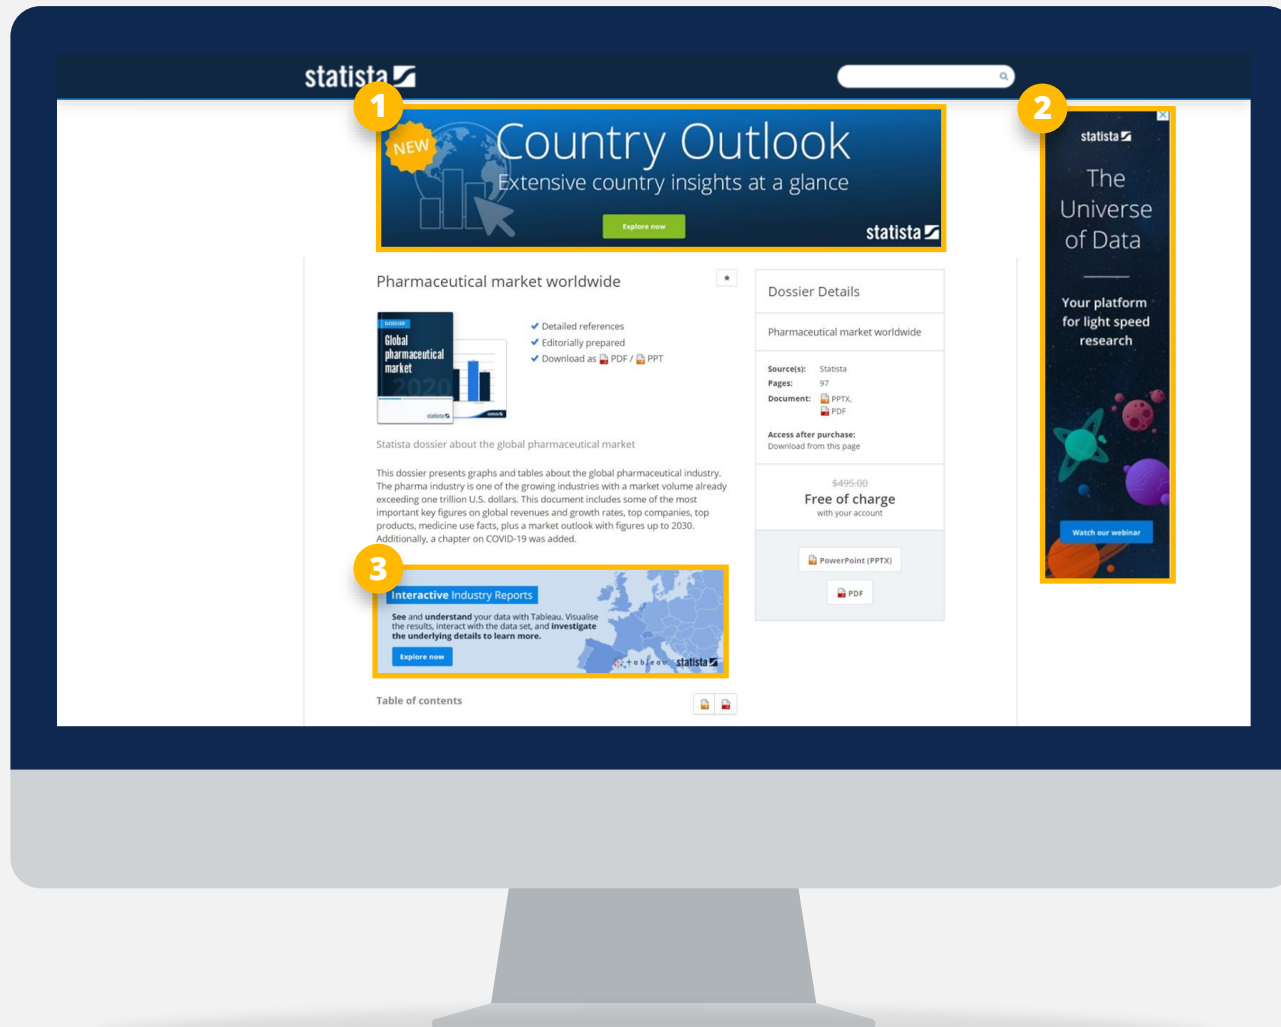 statista
1
NEW
Country Outlook
Extensive country insights at a glance
Explore now
statista
2
statista
The
Universe
of Data
Your platform
for light speed
research
Watch our webinar
Pharmaceutical market worldwide
DOSSIER
Global
pharmaceutical
market
2020
statista
statista
Detailed references
Editorially prepared
Download as PDF / PPT
Statista dossier about the global pharmaceutical market
This dossier presents graphs and tables about the global pharmaceutical industry.
The pharma industry is one of the growing industries with a market volume already
exceeding one trillion U.S. dollars. This document includes some of the most
important key figures on global revenues and growth rates, top companies, top
products, medicine use facts, plus a market outlook with figures up to 2030.
Additionally, a chapter on COVID-19 was added.
Dossier Details
Pharmaceutical market worldwide
Source(s): Statista
Pages: 97
Document: PPTX,
PDF
Access after purchase:
Download from this page
$495.00
Free of charge
with your account
PowerPoint (PPTX)
PDF
3
Interactive Industry Reports
See and understand your data with Tableau. Visualise
the results, interact with the data set, and investigate
the underlying details to learn more.
Explore now
+ableau
statista
Table of contents